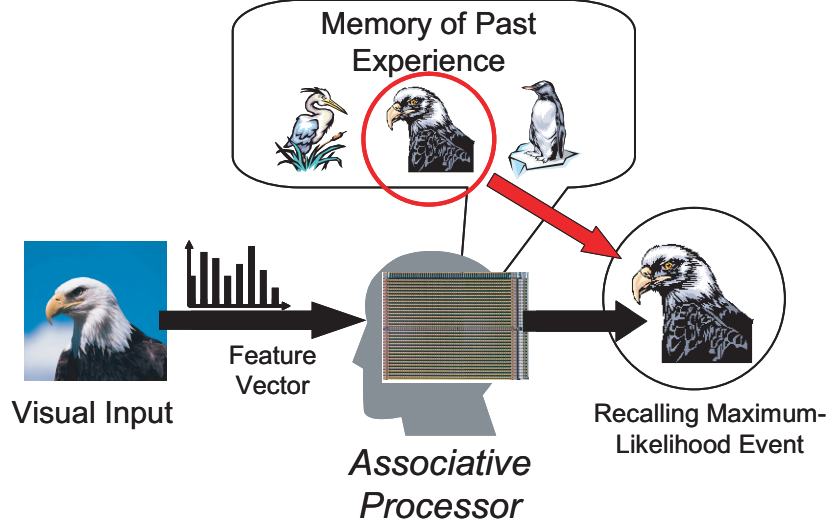 Memory of Past
Experience
Feature
Vector
Visual Input
Recalling Maximum-
Likelihood Event
Associative
Processor